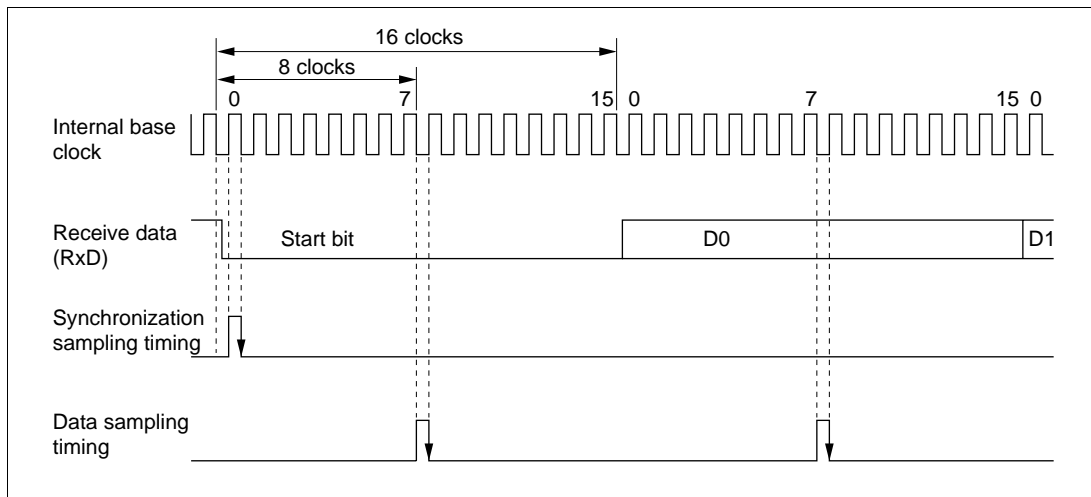 16 clocks
8 clocks
0 7 15 0 7 15 0
Internal base
clock
Receive data
(RxD)
Start bit D0 D1
Synchronization
sampling timing
Data sampling
timing